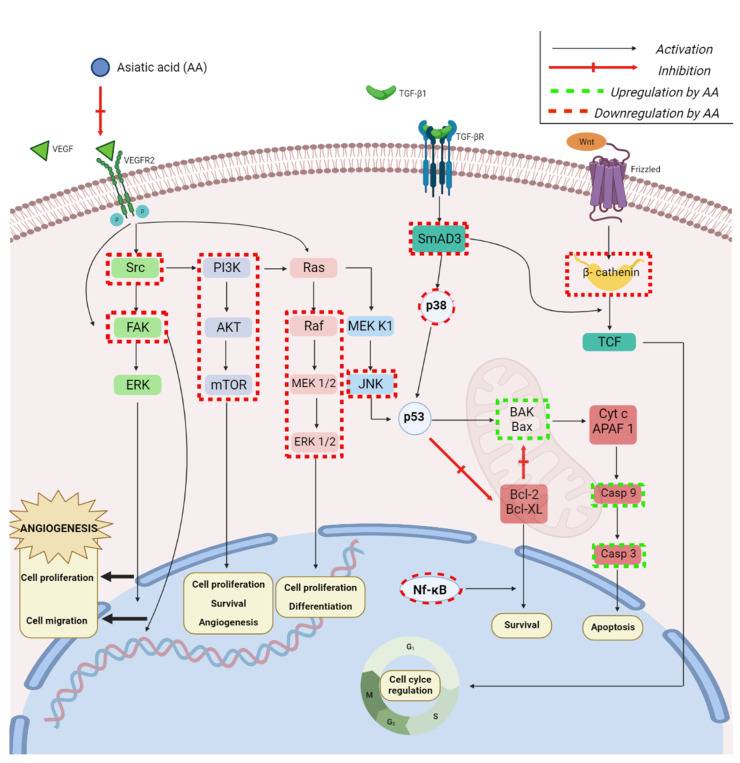 Asiatic acid (AA)
TGF-β1
Activation
Inhibition
Upregulation by AA
Downregulation by AA
VEGF
VEGFR2
TGF-βR
Wnt
Frizzled
P
P
SmAD3
Src
PI3K
Ras
β- cathenin
p38
FAK
AKT
Raf
MEK K1
TCF
ERK
mTOR
MEK 1/2
JNK
p53
BAK
Bax
Cyt c
APAF 1
ERK 1/2
Bcl-2
Bcl-XL
Casp 9
Casp 3
ANGIOGENESIS
Cell proliferation
Cell migration
Cell proliferation
Survival
Angiogenesis
Cell proliferation
Differentiation
Nf-κB
Survival
Apoptosis
G₁
Cell cylce
regulation
M
S
G₂